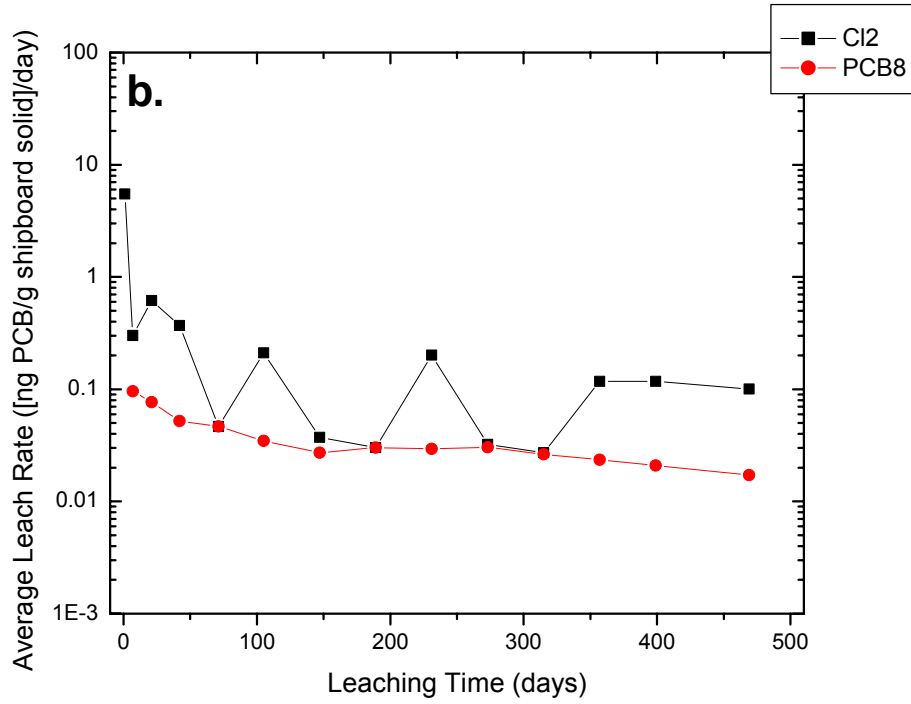 Cl2
PCB8
b.
Average Leach Rate ([ng PCB/g shipboard solid]/day)
100
10
1
0.1
0.01
1E-3
0 100 200 300 400 500
Leaching Time (days)